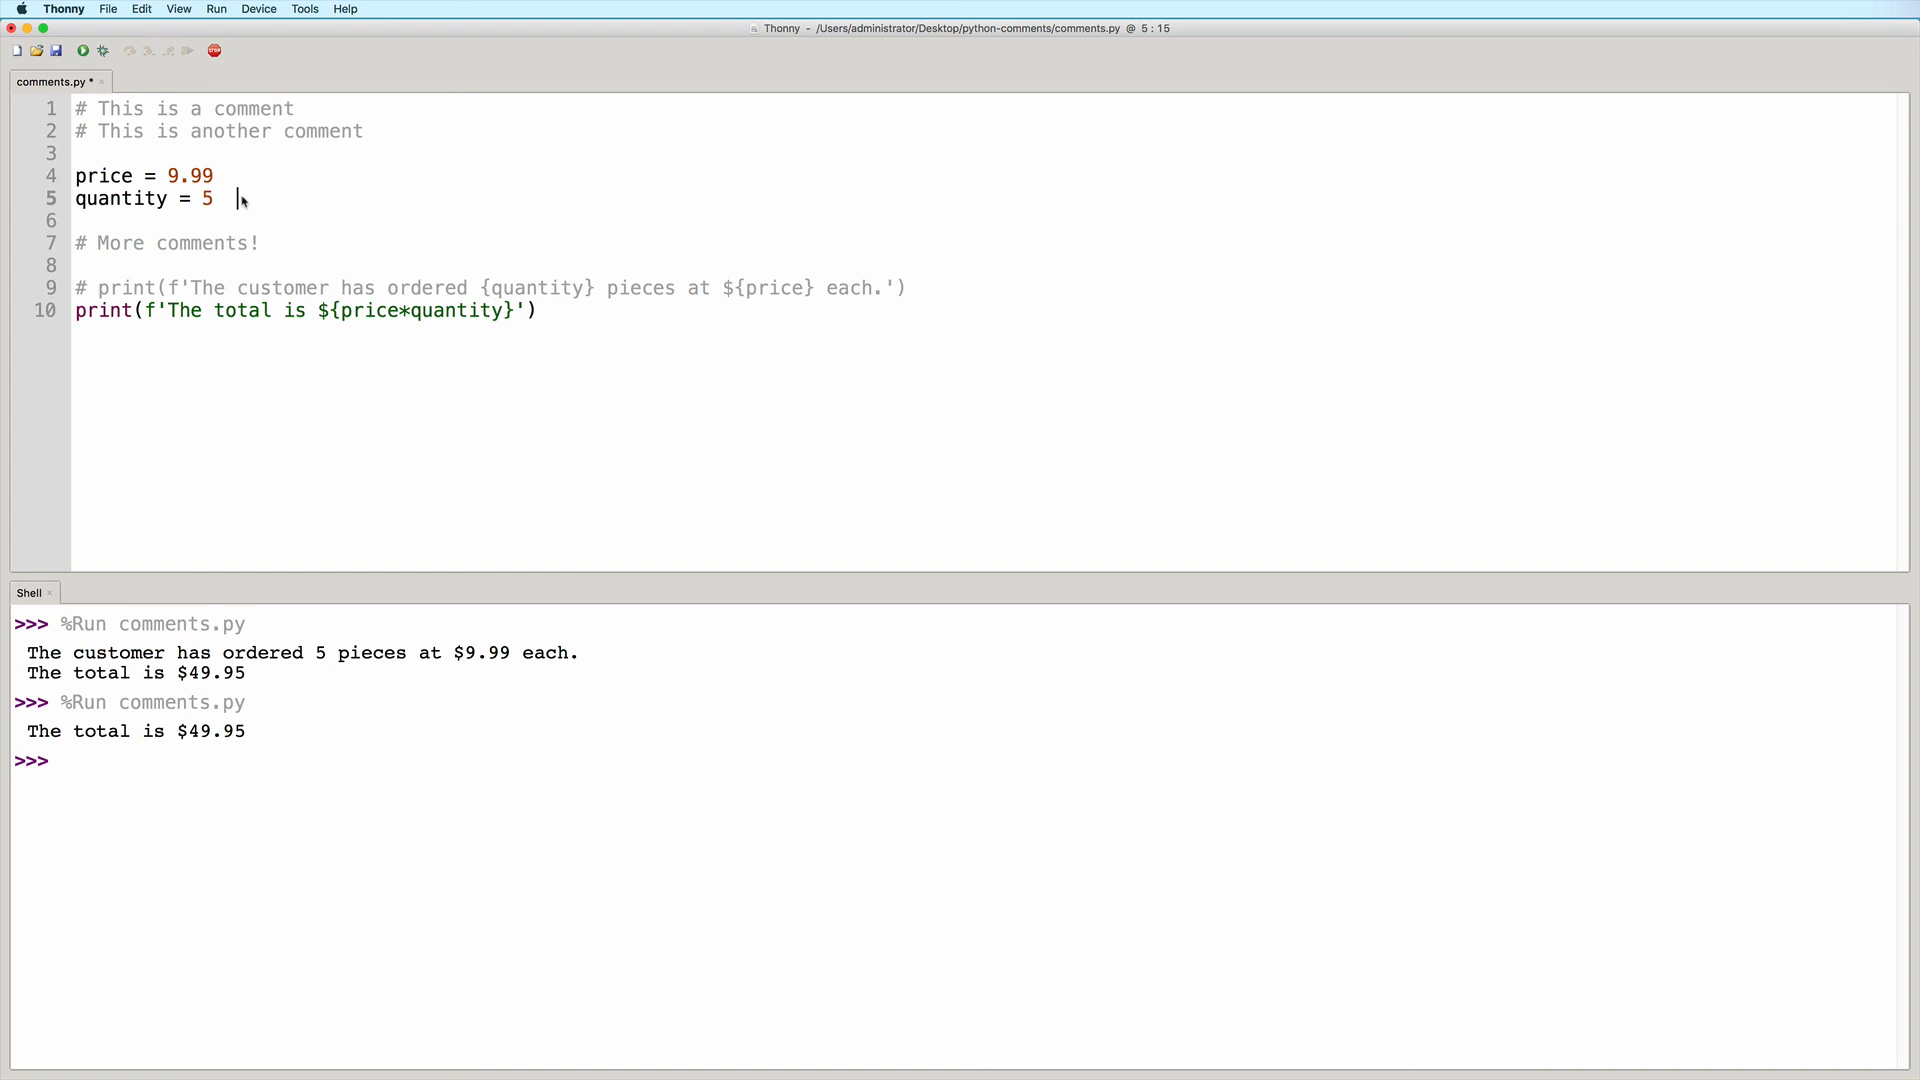 Thonny File Edit View Run Device Tools Help
Thonny - /Users/administrator/Desktop/python-comments/comments.py @ 5 : 15
STOP
comments.py * ×
1 # This is a comment
2 # This is another comment
3
4 price = 9.99
5 quantity = 5
6
7 # More comments!
8
9 # print(f'The customer has ordered {quantity} pieces at ${price} each.')
10 print(f'The total is ${price*quantity}')
Shell ×
>>> %Run comments.py
The customer has ordered 5 pieces at $9.99 each.
The total is $49.95
>>> %Run comments.py
The total is $49.95
>>>